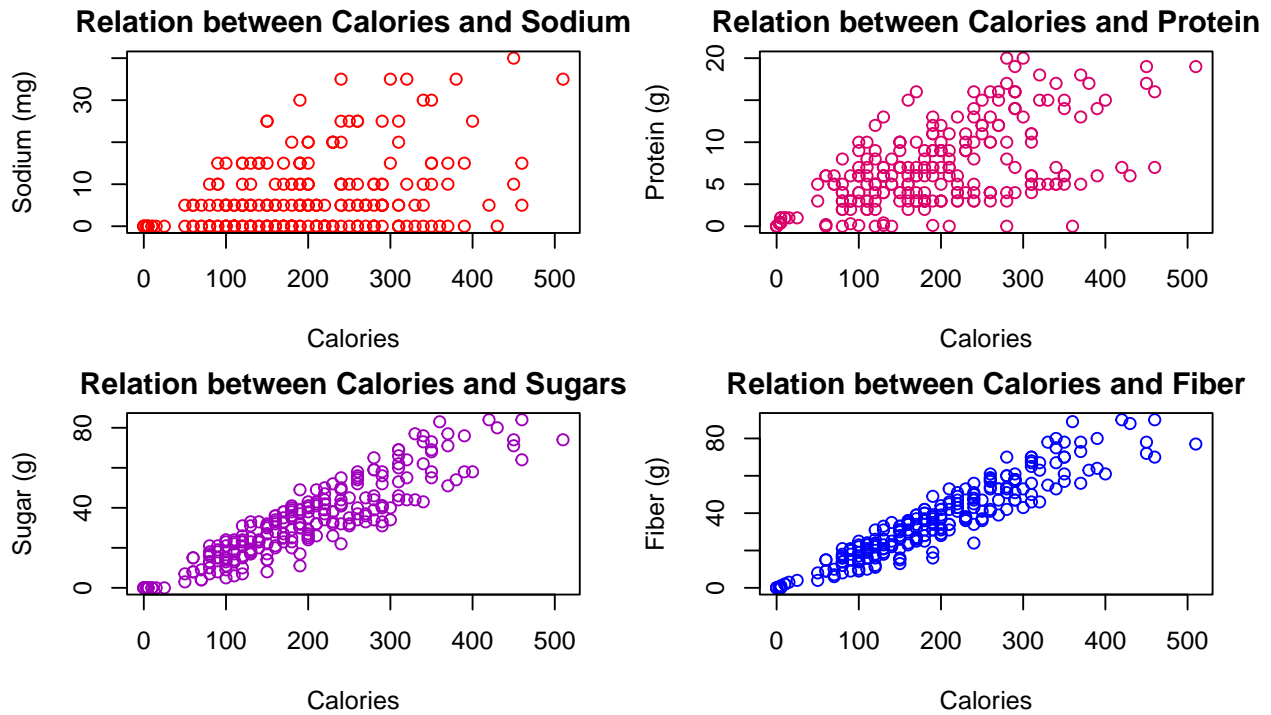 Relation between Calories and Sodium
Sodium (mg)
0 10 30
0 100 200 300 400 500
Calories
Relation between Calories and Protein
Protein (g)
0 5 10 20
0 100 200 300 400 500
Calories
Relation between Calories and Sugars
Sugar (g)
0 40 80
0 100 200 300 400 500
Calories
Relation between Calories and Fiber
Fiber (g)
0 40 80
0 100 200 300 400 500
Calories